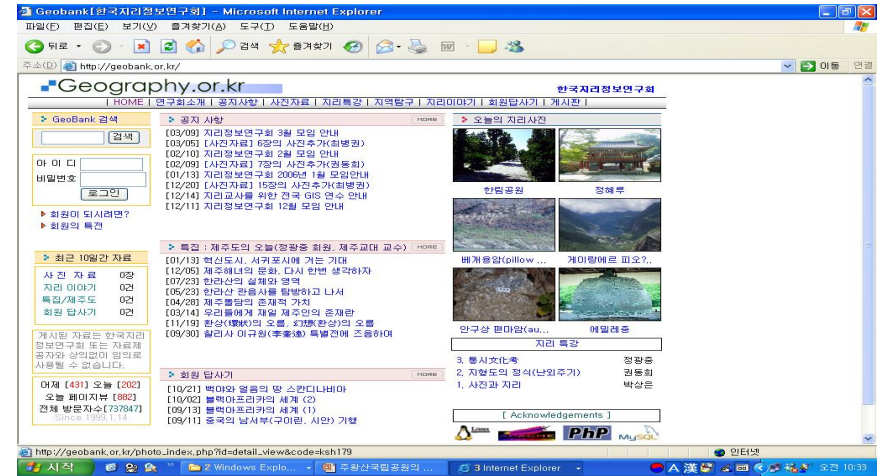 Geobank[한국지리정보연구회] - Microsoft Internet Explorer
파일(F) 편집(E) 보기(V) 즐겨찾기(A) 도구(T) 도움말(H)
뒤로 검색 즐겨찾기
주소(D) http://geobank.or.kr/ 이동 연결
Geography.or.kr 한국지리정보연구회
| HOME | 연구회소개 | 공지사항 | 사진자료 | 지리특강 | 지역탐구 | 지리이야기 | 회원답사기 | 게시판 |
GeoBank 검색
검색
아 이 디
비밀번호
로그인
회원이 되시려면?
회원의 특전
최근 10일간 자료
사 진 자 료 0장
지리 이야기 0건
특집/제주도 0건
회원 답사기 0건
게시된 자료는 한국지리
정보연구회 또는 자료제
공자와 상의없이 임의로
사용될 수 없습니다.
어제 [431] 오늘 [202]
오늘 페이지뷰 [882]
전체 방문자수[737847]
Since 1999.1.14.
공지 사항 MORE
[03/09] 지리정보연구회 3월 모임 안내
[03/05] [사진자료] 6장의 사진추가(최병권)
[02/10] 지리정보연구회 2월 모임 안내
[02/09] [사진자료] 7장의 사진추가(권동희)
[01/13] 지리정보연구회 2006년 1월 모임안내
[12/20] [사진자료] 15장의 사진추가(최병권)
[12/14] 지리교사를 위한 전국 GIS 연수 안내
[12/11] 지리정보연구회 12월 모임 안내
특집 : 제주도의 오늘(정광중 회원, 제주교대 교수) MORE
[01/13] 혁신도시, 서귀포시에 거는 기대
[12/05] 제주해녀의 문화, 다시 한번 생각하자
[07/23] 한라산의 실체와 영역
[05/23] 한라산 관음사를 탐방하고 나서
[04/28] 제주돌담의 존재적 가치
[03/14] 우리들에게 재일 제주인의 존재란
[11/19] 환상(環狀)의 오름, 幻想(환상)의 오름
[09/30] 탐리사 이규원(李奎遠) 특별전에 즈음하여
회원 답사기 MORE
[10/21] 백야와 얼음의 땅 스칸디나비아
[10/02] 블랙아프리카의 세계 (2)
[09/13] 블랙아프리카의 세계 (1)
[09/11] 중국의 남서부(구이린, 시안) 기행
오늘의 지리사진
한림공원 정혜루
베개용암(pillow ... 게이랑에르 피오?..
안구상 편마암(au... 에밀레종
지리 특강
3. 통시文化考 정광중
2. 지형도의 정식(난외주기) 권동희
1. 사진과 지리 박상은
[ Acknowledgements ]
Linux PHP MySQL
http://geobank.or.kr/photo_index.php?id=detail_view&code=ksh179 인터넷
시작 2 Windows Explo... 주왕산국립공원의 ... 3 Internet Explorer A 漢 오전 10:33